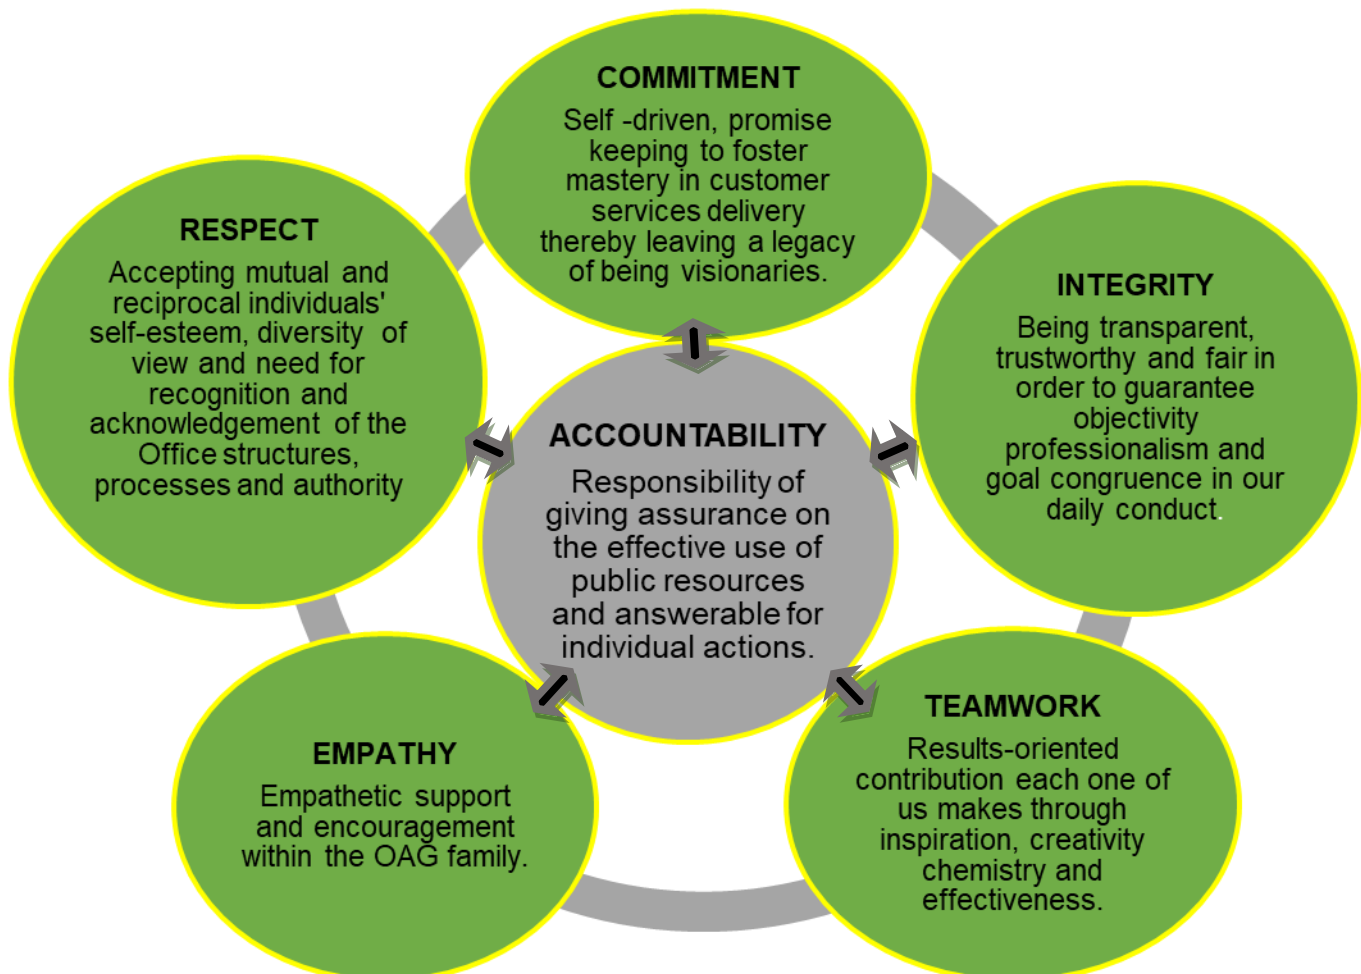 COMMITMENT
Self -driven, promise
keeping to foster
mastery in customer
services delivery
thereby leaving a legacy
of being visionaries.
RESPECT
Accepting mutual and
reciprocal individuals'
self-esteem, diversity of
view and need for
recognition and
acknowledgement of the
Office structures,
processes and authority
INTEGRITY
Being transparent,
trustworthy and fair in
order to guarantee
objectivity
professionalism and
goal congruence in our
daily conduct.
ACCOUNTABILITY
Responsibility of
giving assurance on
the effective use of
public resources
and answerable for
individual actions.
EMPATHY
Empathetic support
and encouragement
within the OAG family.
TEAMWORK
Results-oriented
contribution each one of
us makes through
inspiration, creativity
chemistry and
effectiveness.